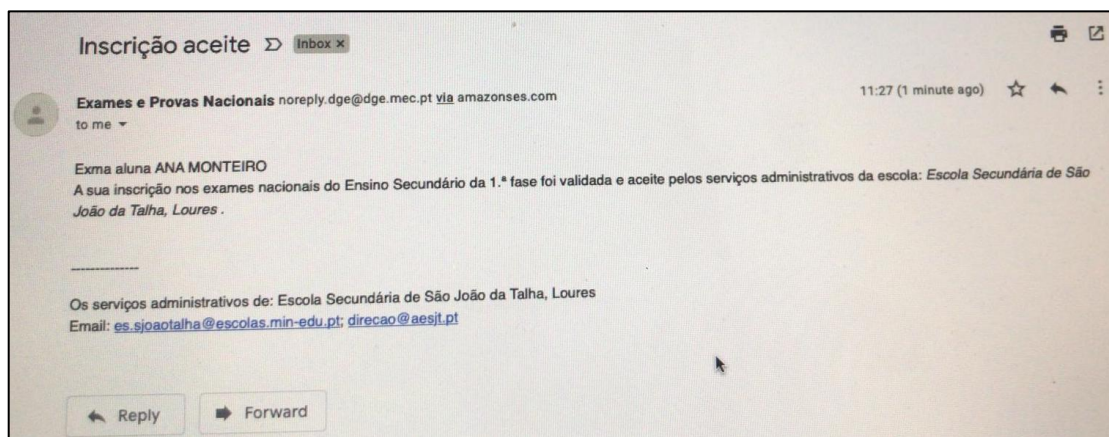 Inscrição aceite Inbox x
Exames e Provas Nacionais noreply.dge@dge.mec.pt via amazonses.com
11:27 (1 minute ago)
to me
Exma aluna ANA MONTEIRO
A sua inscrição nos exames nacionais do Ensino Secundário da 1.ª fase foi validada e aceite pelos serviços administrativos da escola: Escola Secundária de São
João da Talha, Loures .
---------------
Os serviços administrativos de: Escola Secundária de São João da Talha, Loures
Email: es.sjoaotalha@escolas.min-edu.pt; direcao@aesjt.pt
Reply Forward